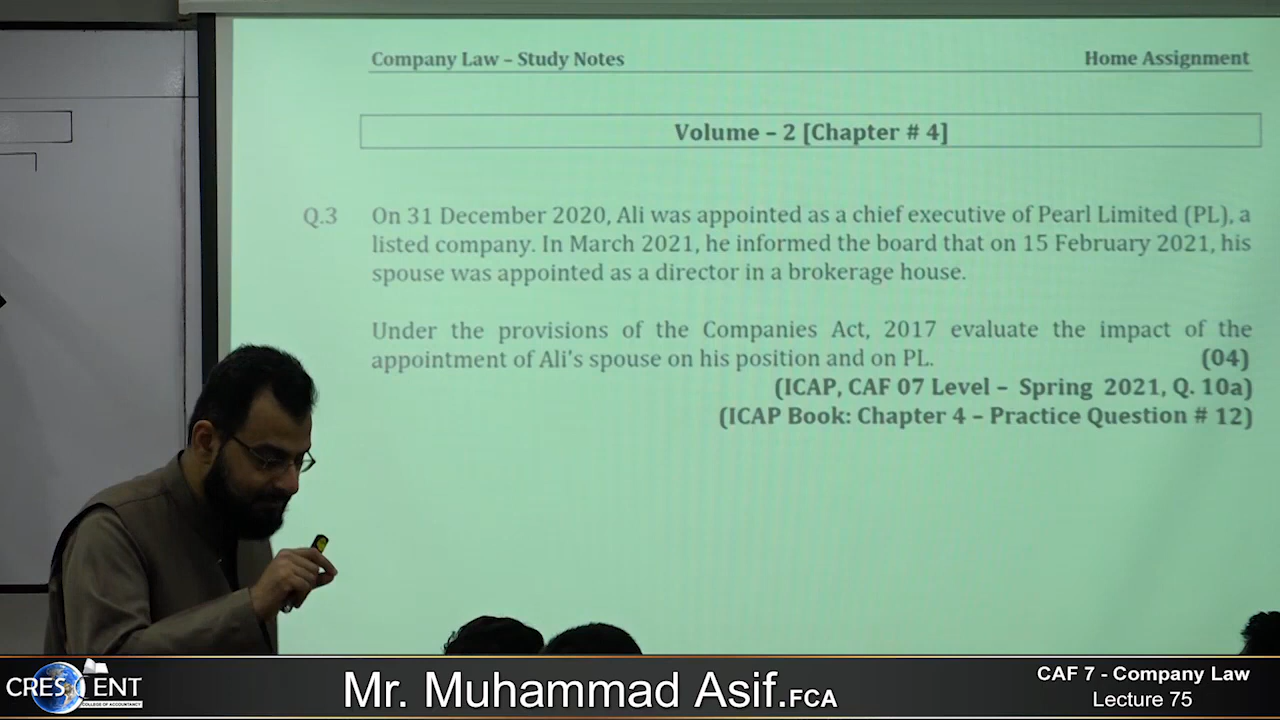 Company Law – Study Notes Home Assignment
Volume – 2 [Chapter # 4]
Q.3 On 31 December 2020, Ali was appointed as a chief executive of Pearl Limited (PL), a
listed company. In March 2021, he informed the board that on 15 February 2021, his
spouse was appointed as a director in a brokerage house.
Under the provisions of the Companies Act, 2017 evaluate the impact of the
appointment of Ali's spouse on his position and on PL. (04)
(ICAP, CAF 07 Level – Spring 2021, Q. 10a)
(ICAP Book: Chapter 4 – Practice Question # 12)
CRESCENT
COLLEGE OF ACCOUNTANCY
Mr. Muhammad Asif.FCA
CAF 7 - Company Law
Lecture 75